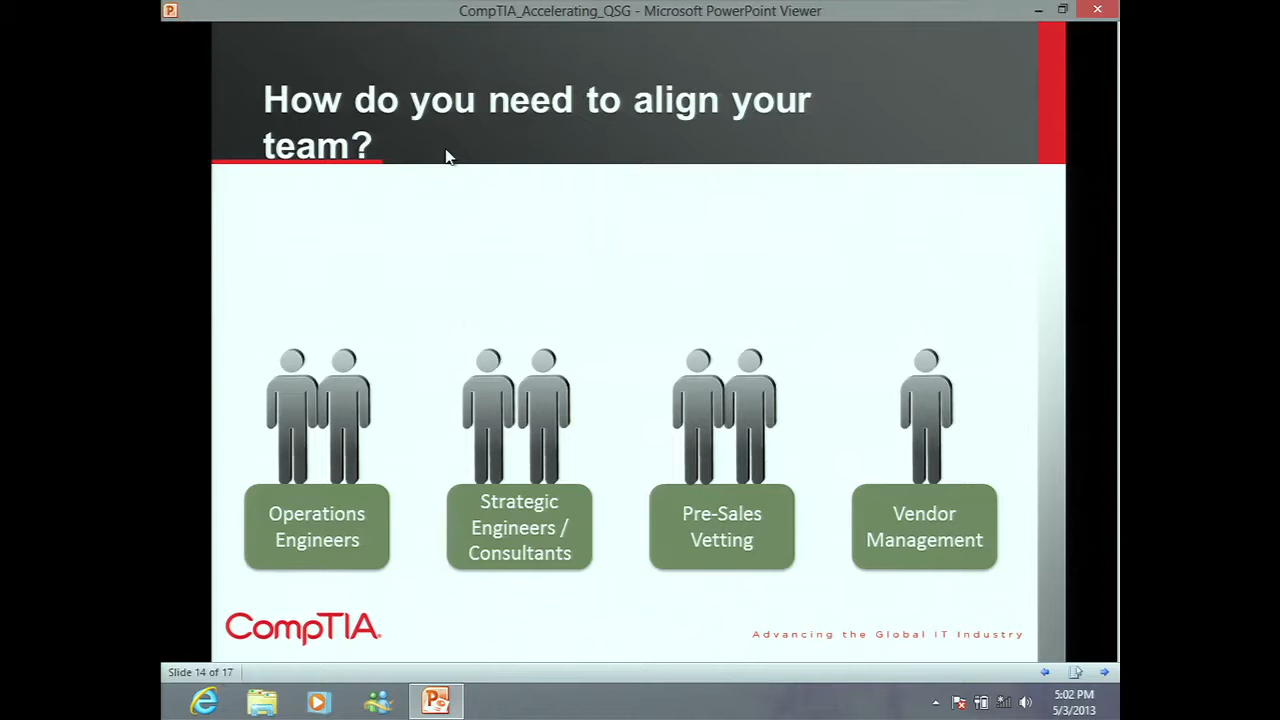 CompTIA_Accelerating_QSG - Microsoft PowerPoint Viewer
How do you need to align your
team?
Operations
Engineers
Strategic
Engineers /
Consultants
Pre-Sales
Vetting
Vendor
Management
CompTIA.
Advancing the Global IT Industry
Slide 14 of 17
5:02 PM
5/3/2013